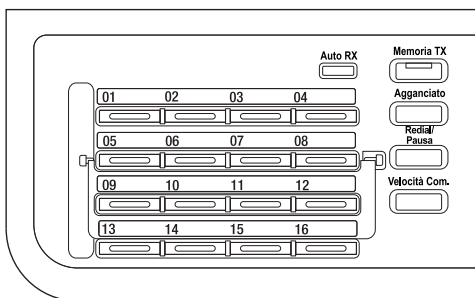 Auto RX
Memoria TX
01 02 03 04
Agganciato
05 06 07 08
Redial/
Pausa
09 10 11 12
Velocità Com.
13 14 15 16